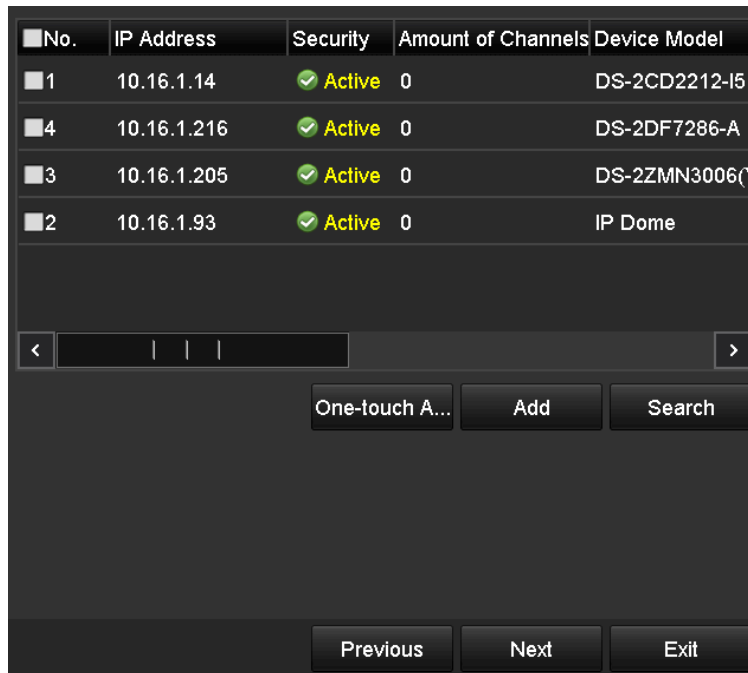 No. IP Address Security Amount of Channels Device Model
1 10.16.1.14 Active 0 DS-2CD2212-I5
4 10.16.1.216 Active 0 DS-2DF7286-A
3 10.16.1.205 Active 0 DS-2ZMN3006(
2 10.16.1.93 Active 0 IP Dome
One-touch A... Add Search
Previous Next Exit